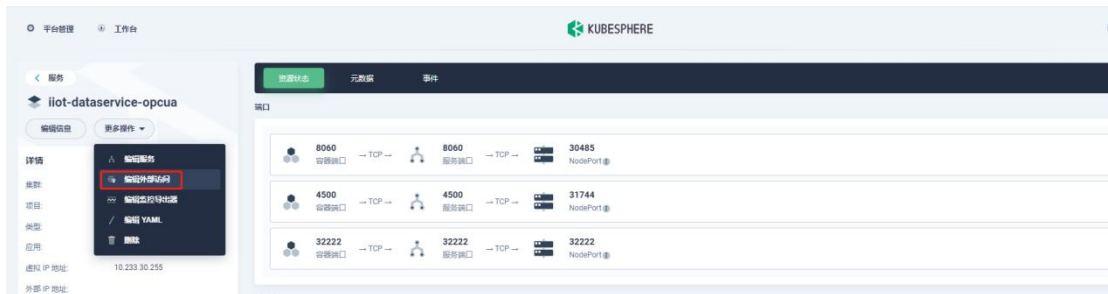 平台管理 工作台 KUBESPHERE
服务
iiot-dataservice-opcua
编辑信息 更多操作
详情
集群:
项目:
类型:
应用:
虚拟 IP 地址: 10.233.30.255
外部 IP 地址:
编辑服务
编辑外部访问
编辑监控导出器
编辑 YAML
删除
资源状态 元数据 事件
端口
8060 → TCP → 8060 → TCP → 30485
容器端口 服务端口 NodePort
4500 → TCP → 4500 → TCP → 31744
容器端口 服务端口 NodePort
32222 → TCP → 32222 → TCP → 32222
容器端口 服务端口 NodePort